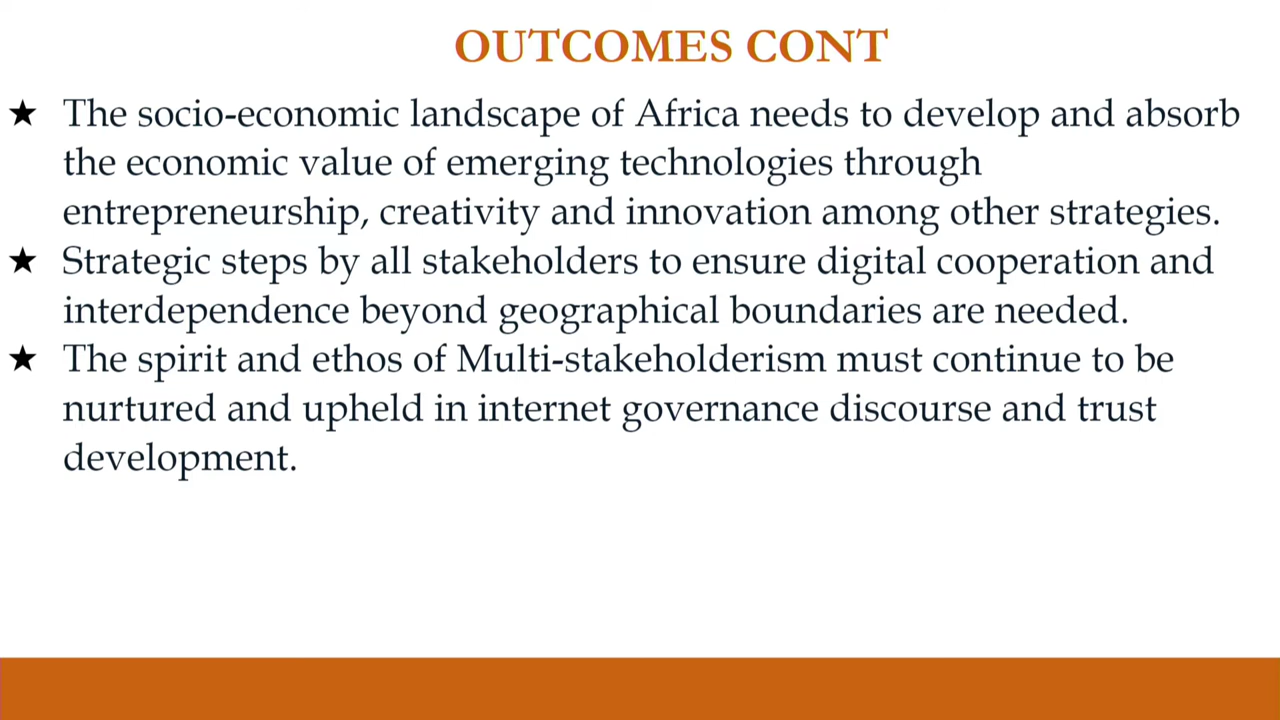 OUTCOMES CONT
★ The socio-economic landscape of Africa needs to develop and absorb
the economic value of emerging technologies through
entrepreneurship, creativity and innovation among other strategies.
★ Strategic steps by all stakeholders to ensure digital cooperation and
interdependence beyond geographical boundaries are needed.
★ The spirit and ethos of Multi-stakeholderism must continue to be
nurtured and upheld in internet governance discourse and trust
development.